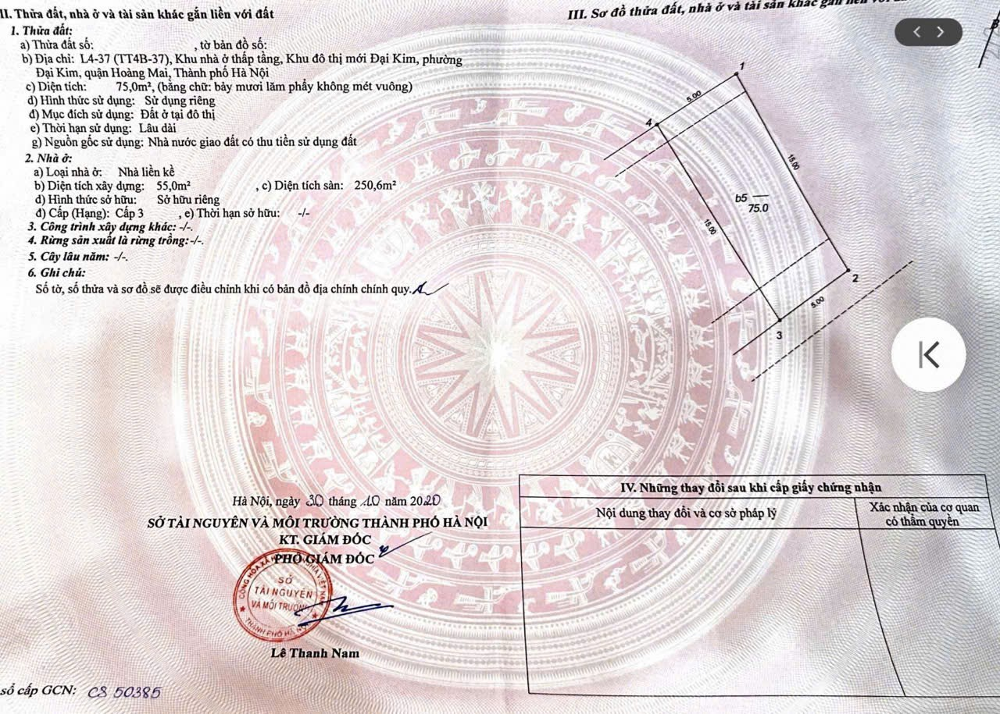 II. Thửa đất, nhà ở và tài sản khác gắn liền với đất
1. Thửa đất:
a) Thửa đất số: , tờ bản đồ số:
b) Địa chỉ: L4-37 (TT4B-37), Khu nhà ở thấp tầng, Khu đô thị mới Đại Kim, phường
Đại Kim, quận Hoàng Mai, Thành phố Hà Nội
c) Diện tích: 75,0m², (bằng chữ: bảy mươi lăm phẩy không mét vuông)
d) Hình thức sử dụng: Sử dụng riêng
đ) Mục đích sử dụng: Đất ở tại đô thị
e) Thời hạn sử dụng: Lâu dài
g) Nguồn gốc sử dụng: Nhà nước giao đất có thu tiền sử dụng đất
2. Nhà ở:
a) Loại nhà ở: Nhà liền kề
b) Diện tích xây dựng: 55,0m² , c) Diện tích sàn: 250,6m²
d) Hình thức sở hữu: Sở hữu riêng
đ) Cấp (Hạng): Cấp 3 , e) Thời hạn sở hữu: -/-
3. Công trình xây dựng khác: -/-.
4. Rừng sản xuất là rừng trồng: -/-.
5. Cây lâu năm: -/-.
6. Ghi chú:
Số tờ, số thửa và sơ đồ sẽ được điều chỉnh khi có bản đồ địa chính chính quy.
III. Sơ đồ thửa đất, nhà ở và tài sản khác gắn liền với
B
1
5.00
4
15.00
b5
75.0
15.00
2
5.00
3
Hà Nội, ngày 30 tháng 10 năm 2020
SỞ TÀI NGUYÊN VÀ MÔI TRƯỜNG THÀNH PHỐ HÀ NỘI
KT. GIÁM ĐỐC
PHÓ GIÁM ĐỐC
SỞ
TÀI NGUYÊN
VÀ MÔI TRƯỜNG
THÀNH PHỐ HÀ NỘI
Lê Thanh Nam
số cấp GCN: CS 50385
IV. Những thay đổi sau khi cấp giấy chứng nhận
Nội dung thay đổi và cơ sở pháp lý
Xác nhận của cơ quan
có thẩm quyền